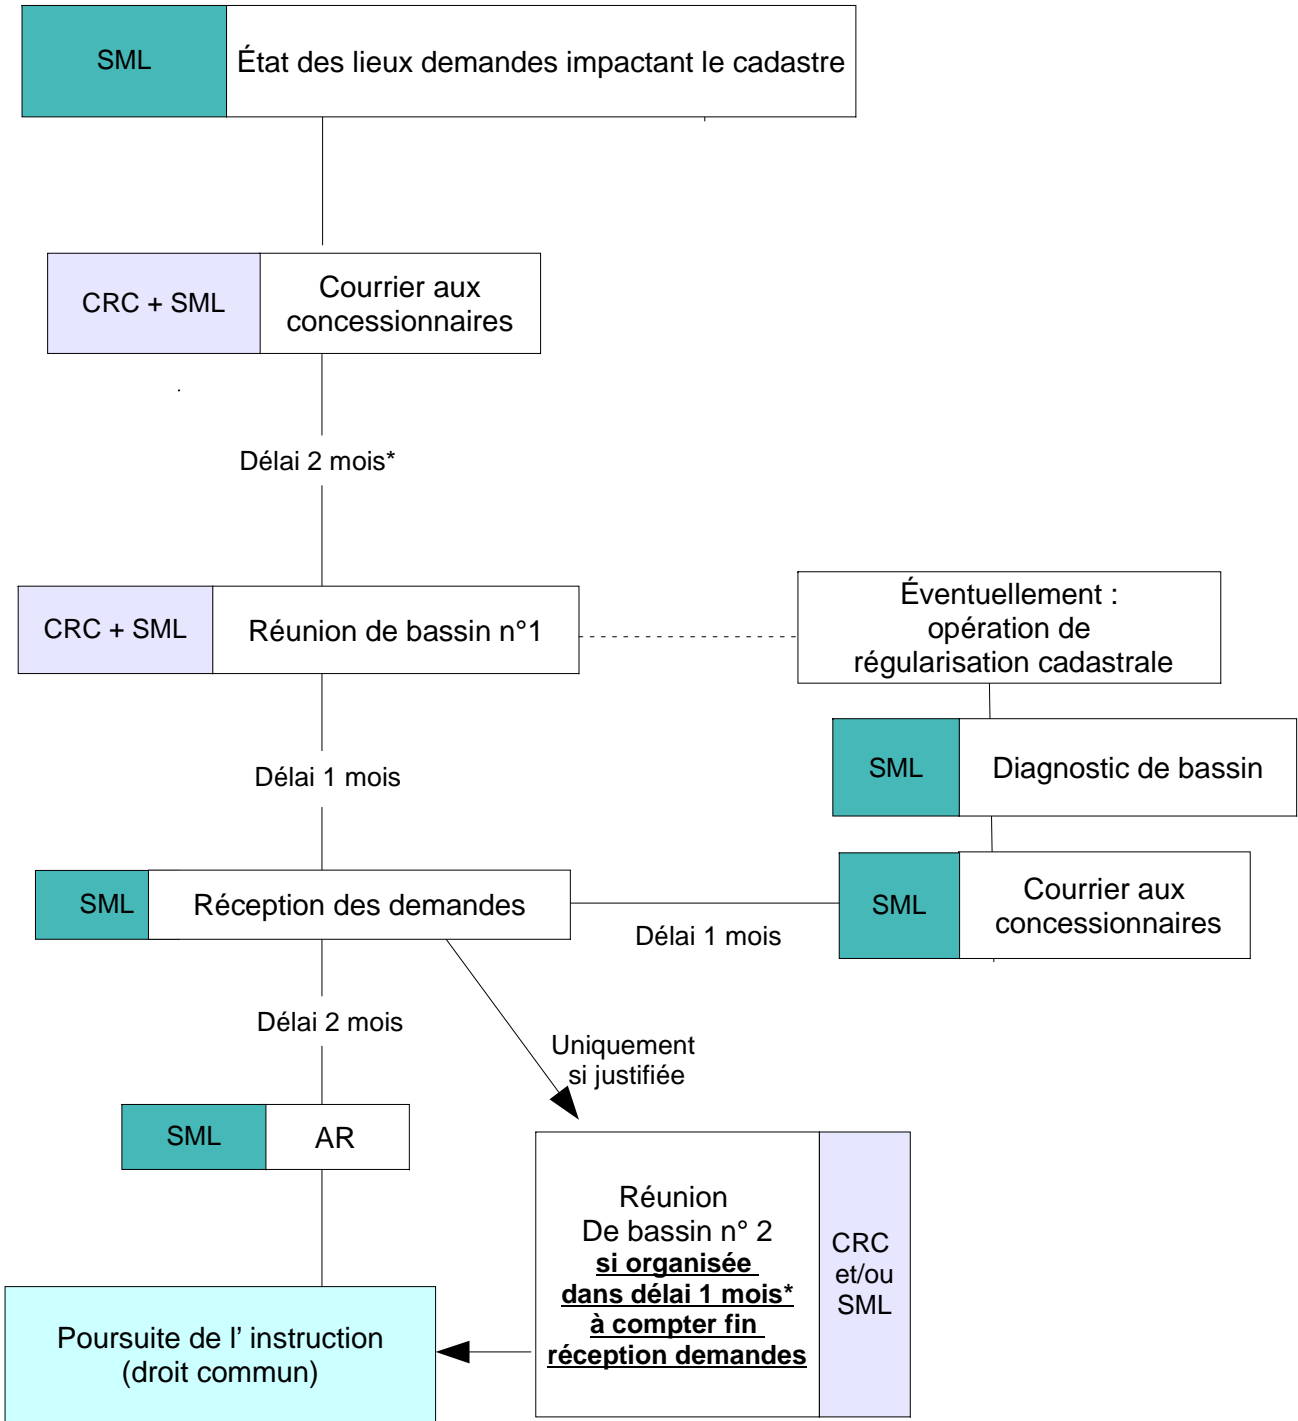 SML
État des lieux demandes impactant le cadastre
CRC + SML
Courrier aux
concessionnaires
Délai 2 mois*
CRC + SML
Réunion de bassin n°1
Éventuellement :
opération de
régularisation cadastrale
SML
Diagnostic de bassin
Délai 1 mois
SML
Réception des demandes
Délai 1 mois
SML
Courrier aux
concessionnaires
Délai 2 mois
Uniquement
si justifiée
SML
AR
Réunion
De bassin n° 2
si organisée
dans délai 1 mois*
à compter fin
réception demandes
CRC
et/ou
SML
Poursuite de l' instruction
(droit commun)